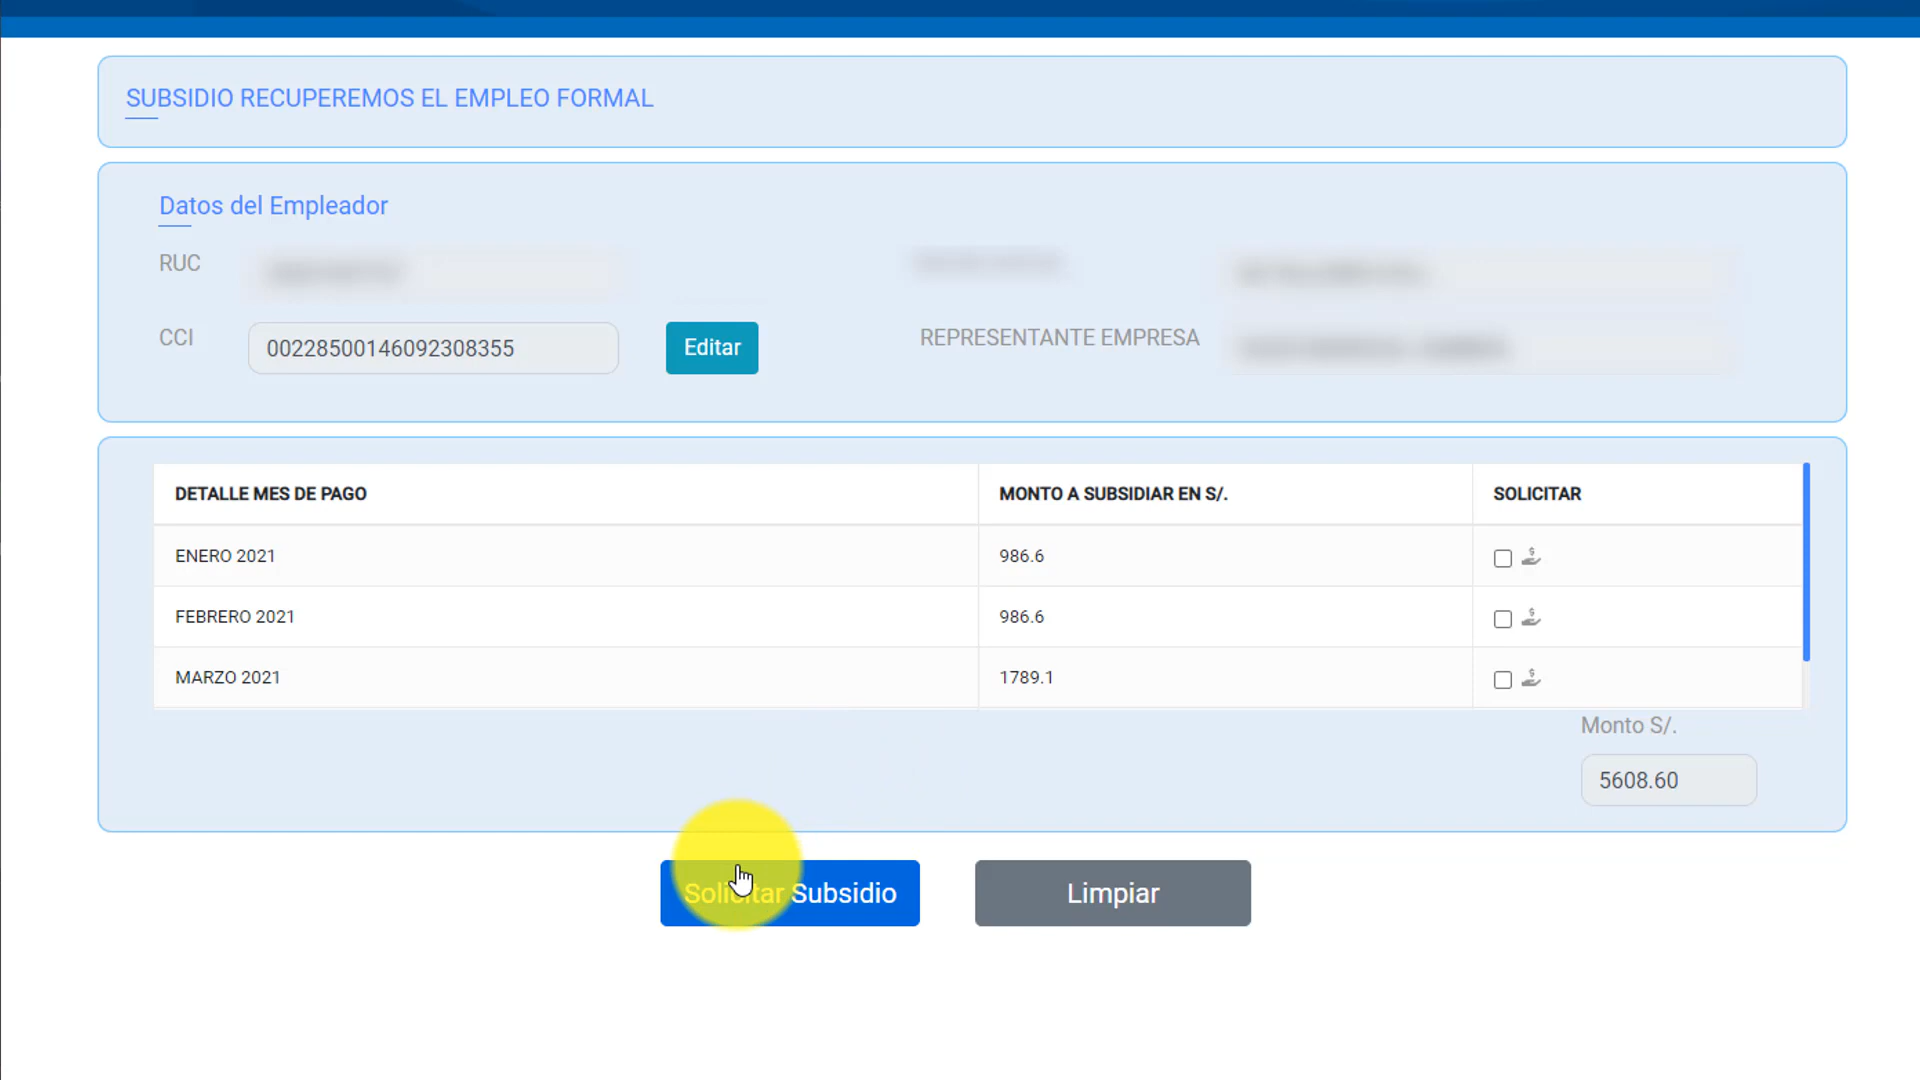 SUBSIDIO RECUPEREMOS EL EMPLEO FORMAL
Datos del Empleador
RUC
CCI 00228500146092308355 Editar REPRESENTANTE EMPRESA
DETALLE MES DE PAGO MONTO A SUBSIDIAR EN S/. SOLICITAR
ENERO 2021 986.6
FEBRERO 2021 986.6
MARZO 2021 1789.1
Monto S/.
5608.60
Solicitar Subsidio Limpiar